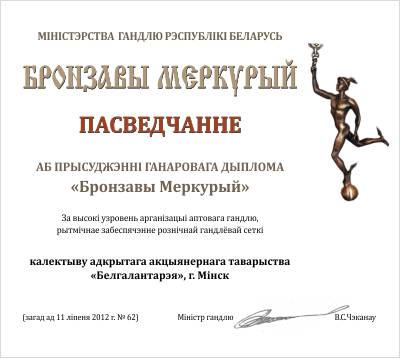 МІНІСТЭРСТВА ГАНДЛЮ РЭСПУБЛІКІ БЕЛАРУСЬ
БРОНЗАВЫ МЕРКУРЫЙ
ПАСВЕДЧАННЕ
АБ ПРЫСУДЖЭННІ ГАНАРОВАГА ДЫПЛОМА
«Бронзавы Меркурый»
За высокі узровень арганізацыі аптовага гандлю,
рытмічнае забеспячэнне рознічнай гандлёвай сеткі
калектыву адкрытага акцыянернага таварыства
«Белгалантарэя», г. Мінск
(загад ад 11 ліпеня 2012 г. № 62) Міністр гандлю В.С.Чэканау